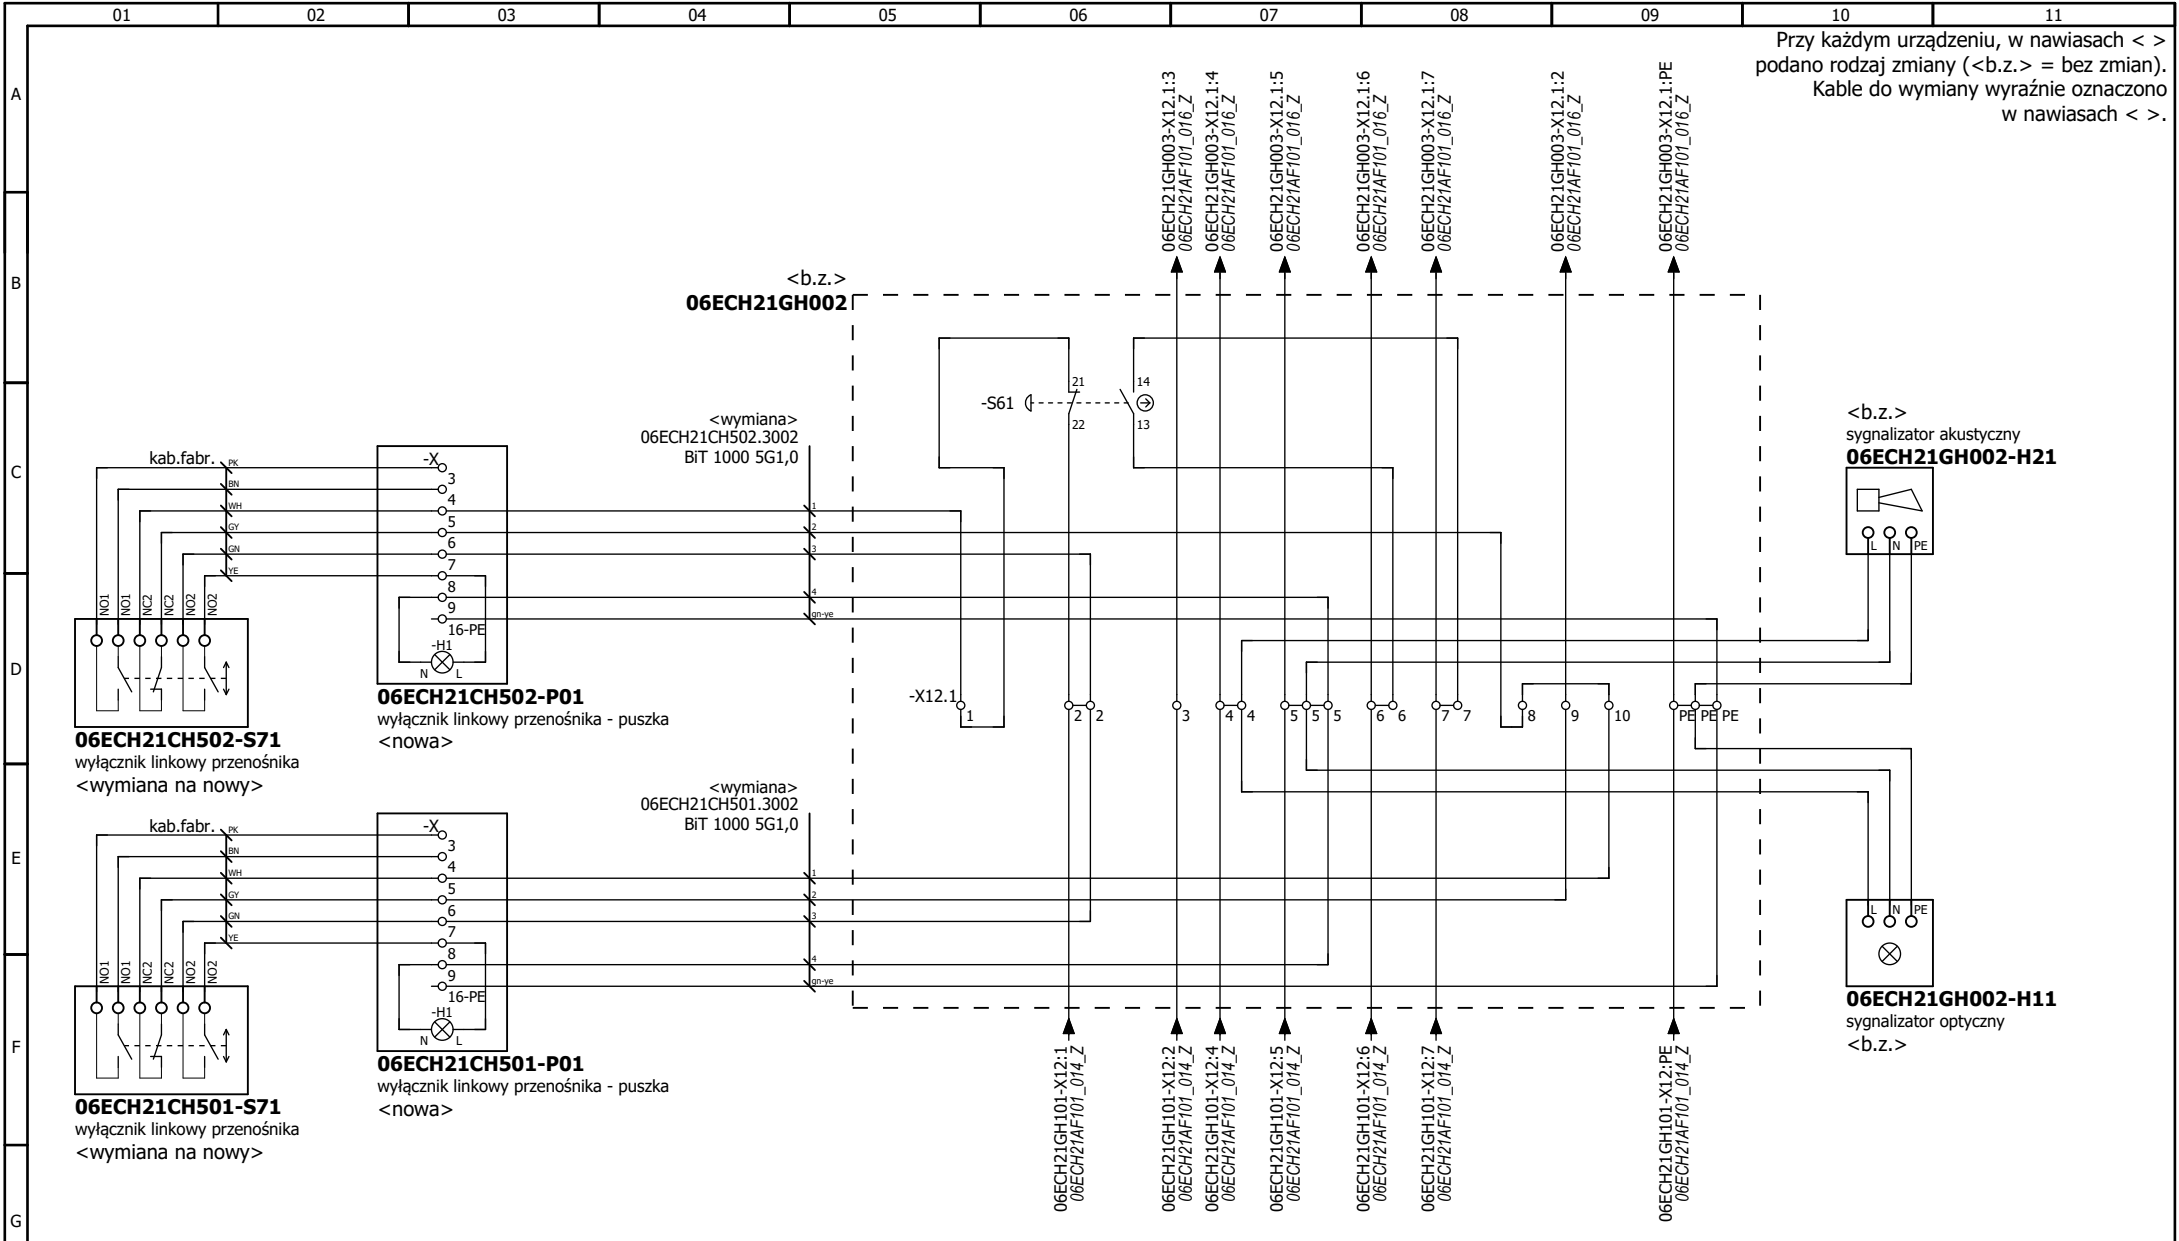 01 02 03 04 05 06 07 08 09 10 11
A
B
C
D
E
F
G
Przy każdym urządzeniu, w nawiasach < >
podano rodzaj zmiany (<b.z.> = bez zmian).
Kable do wymiany wyraźnie oznaczono
w nawiasach < >.
06ECH21GH003-X12.1:3
06ECH21AF101_016_Z
06ECH21GH003-X12.1:4
06ECH21AF101_016_Z
06ECH21GH003-X12.1:5
06ECH21AF101_016_Z
06ECH21GH003-X12.1:6
06ECH21AF101_016_Z
06ECH21GH003-X12.1:7
06ECH21AF101_016_Z
06ECH21GH003-X12.1:2
06ECH21AF101_016_Z
06ECH21GH003-X12.1:PE
06ECH21AF101_016_Z
<b.z.>
06ECH21GH002
21
22
14
13
-S61
<wymiana>
06ECH21CH502.3002
BiT 1000 5G1,0
1
2
3
4
gn-ye
kab.fabr.
PK
BN
WH
GY
GN
YE
NO1 NO1 NC2 NC2 NO2 NO2
-X
3
4
5
6
7
8
9
16-PE
-H1
N L
06ECH21CH502-S71
wyłącznik linkowy przenośnika
<wymiana na nowy>
06ECH21CH502-P01
wyłącznik linkowy przenośnika - puszka
<nowa>
<b.z.>
sygnalizator akustyczny
06ECH21GH002-H21
L N PE
-X12.1
1 2 2 3 4 4 5 5 5 6 6 7 7 8 9 10 PE PE PE
<wymiana>
06ECH21CH501.3002
BiT 1000 5G1,0
1
2
3
4
gn-ye
kab.fabr.
PK
BN
WH
GY
GN
YE
NO1 NO1 NC2 NC2 NO2 NO2
-X
3
4
5
6
7
8
9
16-PE
-H1
N L
06ECH21CH501-S71
wyłącznik linkowy przenośnika
<wymiana na nowy>
06ECH21CH501-P01
wyłącznik linkowy przenośnika - puszka
<nowa>
L N PE
06ECH21GH002-H11
sygnalizator optyczny
<b.z.>
06ECH21GH101-X12:1
06ECH21AF101_014_Z
06ECH21GH101-X12:2
06ECH21AF101_014_Z
06ECH21GH101-X12:4
06ECH21AF101_014_Z
06ECH21GH101-X12:5
06ECH21AF101_014_Z
06ECH21GH101-X12:6
06ECH21AF101_014_Z
06ECH21GH101-X12:7
06ECH21AF101_014_Z
06ECH21GH101-X12:PE
06ECH21AF101_014_Z